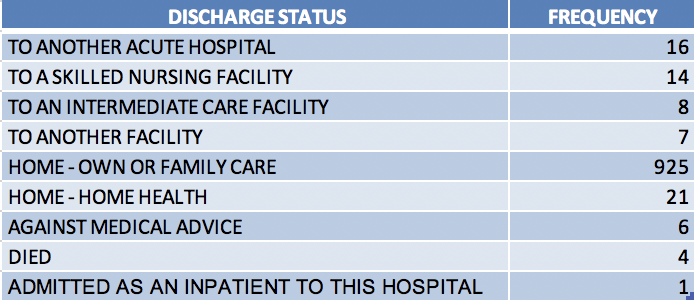 DISCHARGE STATUS FREQUENCY
TO ANOTHER ACUTE HOSPITAL 16
TO A SKILLED NURSING FACILITY 14
TO AN INTERMEDIATE CARE FACILITY 8
TO ANOTHER FACILITY 7
HOME - OWN OR FAMILY CARE 925
HOME - HOME HEALTH 21
AGAINST MEDICAL ADVICE 6
DIED 4
ADMITTED AS AN INPATIENT TO THIS HOSPITAL 1